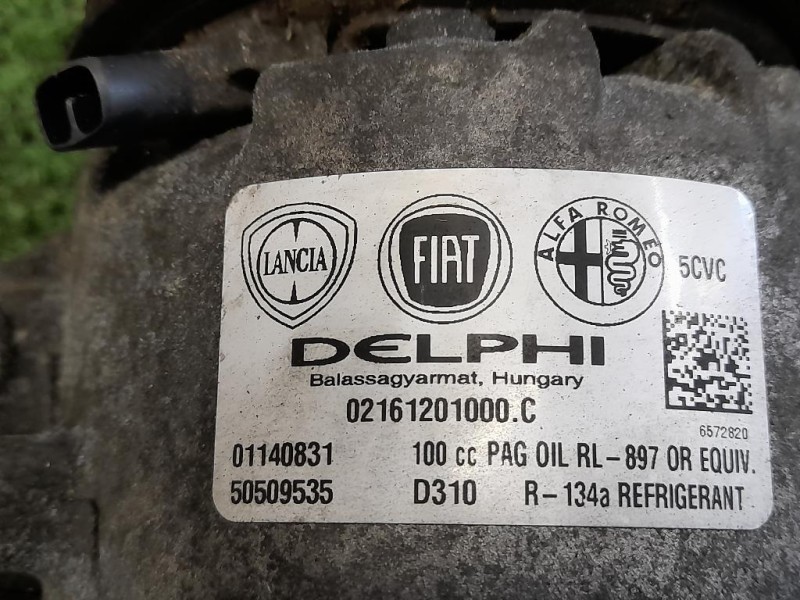 LANCIA
FIAT
ALFA ROMEO
5CVC
DELPHI
Balassagyarmat, Hungary
02161201000.C
6572820
01140831 100 cc PAG OIL RL-897 OR EQUIV.
50509535 D310 R-134a REFRIGERANT